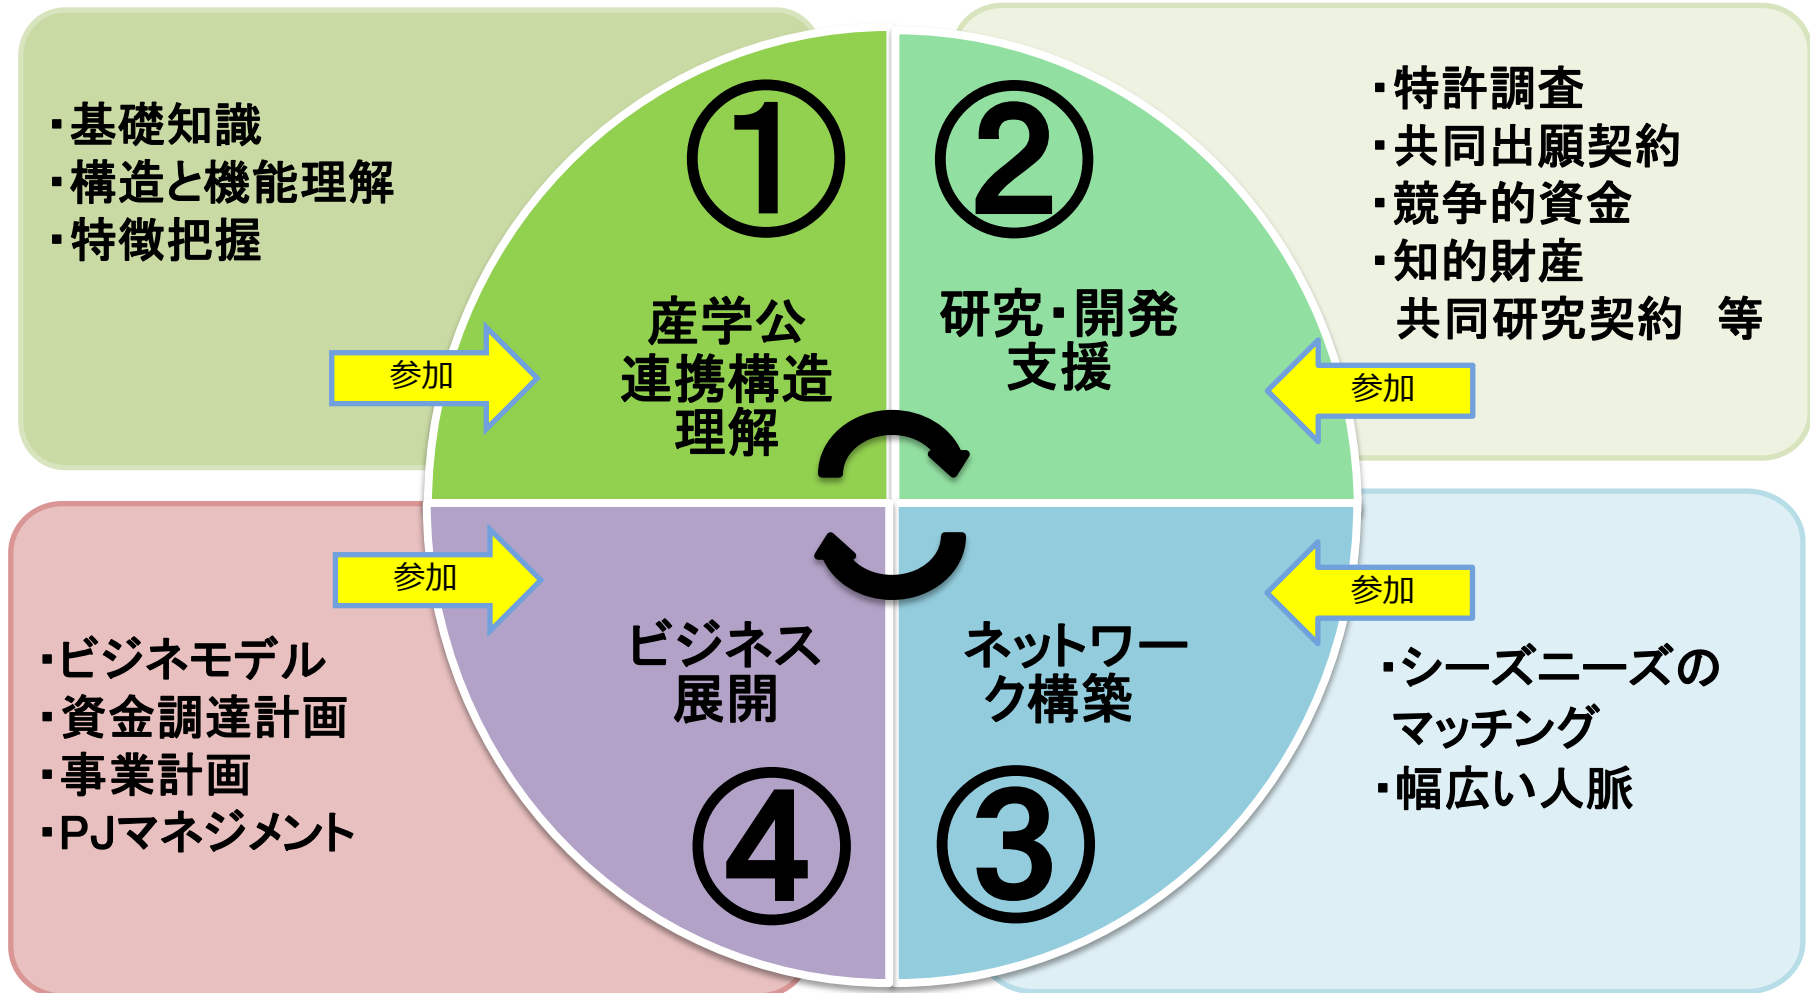 ・基礎知識
・構造と機能理解
・特徴把握
①
産学公
連携構造
理解
参加
②
研究・開発
支援
・特許調査
・共同出願契約
・競争的資金
・知的財産
共同研究契約　等
参加
参加
ビジネス
展開
④
・ビジネモデル
・資金調達計画
・事業計画
・PJマネジメント
ネットワー
ク構築
③
参加
・シーズニーズの
マッチング
・幅広い人脈